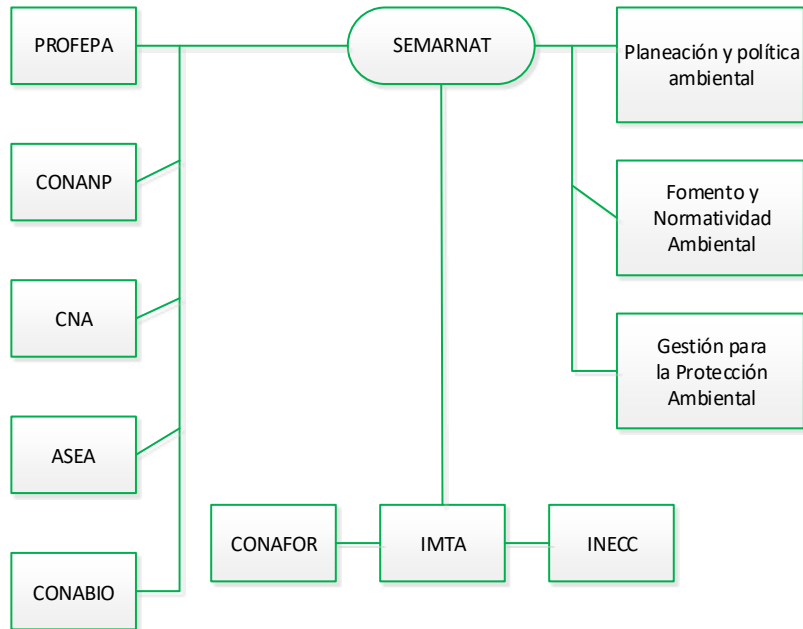 PROFEPA
SEMARNAT
Planeación y política
ambiental
CONANP
Fomento y
Normatividad
Ambiental
CNA
Gestión para
la Protección
Ambiental
ASEA
CONAFOR
IMTA
INECC
CONABIO